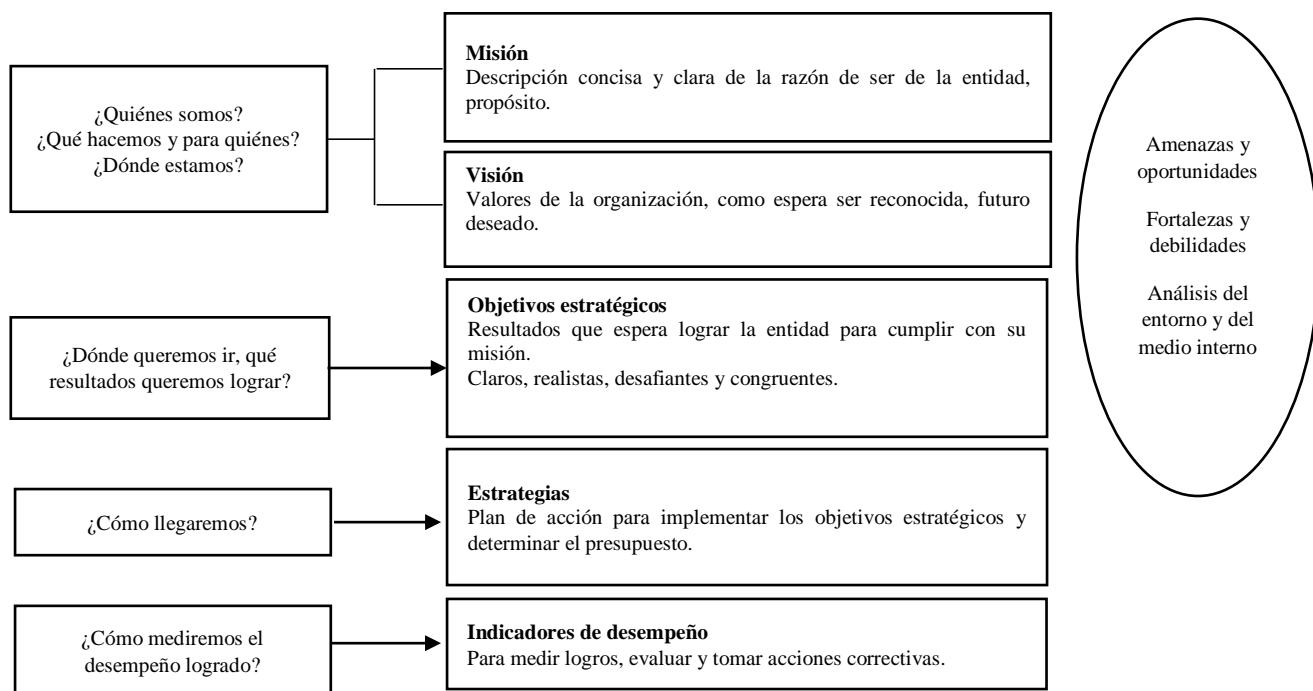 ¿Quiénes somos?
¿Qué hacemos y para quiénes?
¿Dónde estamos?
Misión
Descripción concisa y clara de la razón de ser de la entidad,
propósito.
Visión
Valores de la organización, como espera ser reconocida, futuro
deseado.
¿Dónde queremos ir, qué
resultados queremos lograr?
Objetivos estratégicos
Resultados que espera lograr la entidad para cumplir con su
misión.
Claros, realistas, desafiantes y congruentes.
¿Cómo llegaremos?
Estrategias
Plan de acción para implementar los objetivos estratégicos y
determinar el presupuesto.
¿Cómo mediremos el
desempeño logrado?
Indicadores de desempeño
Para medir logros, evaluar y tomar acciones correctivas.
Amenazas y
oportunidades
Fortalezas y
debilidades
Análisis del
entorno y del
medio interno